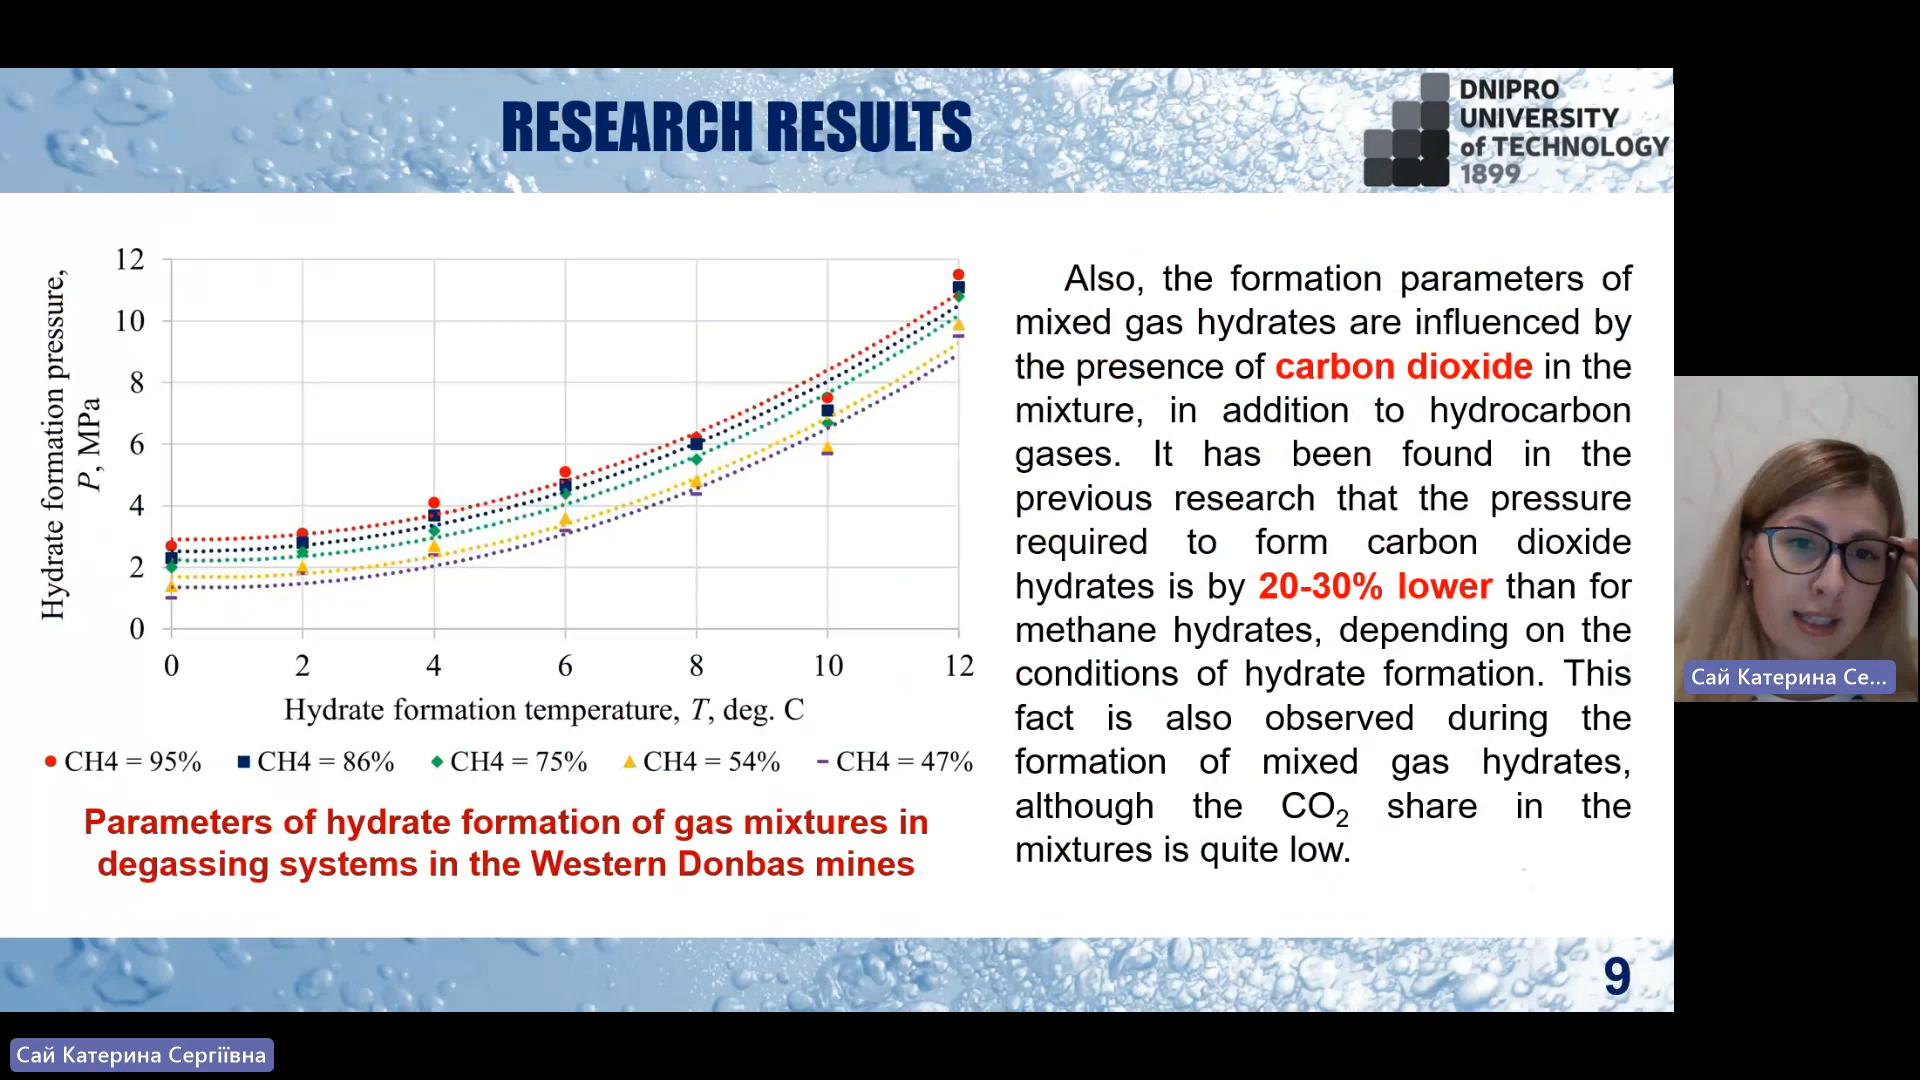 RESEARCH RESULTS
DNIPRO
UNIVERSITY
of TECHNOLOGY
1899
Hydrate formation pressure,
P, MPa
12
10
8
6
4
2
0
0 2 4 6 8 10 12
Hydrate formation temperature, T, deg. C
CH4 = 95% CH4 = 86% CH4 = 75% CH4 = 54% CH4 = 47%
Parameters of hydrate formation of gas mixtures in
degassing systems in the Western Donbas mines
Also, the formation parameters of
mixed gas hydrates are influenced by
the presence of carbon dioxide in the
mixture, in addition to hydrocarbon
gases. It has been found in the
previous research that the pressure
required to form carbon dioxide
hydrates is by 20-30% lower than for
methane hydrates, depending on the
conditions of hydrate formation. This
fact is also observed during the
formation of mixed gas hydrates,
although the CO₂ share in the
mixtures is quite low.
9
Сай Катерина Се...
Сай Катерина Сергіївна